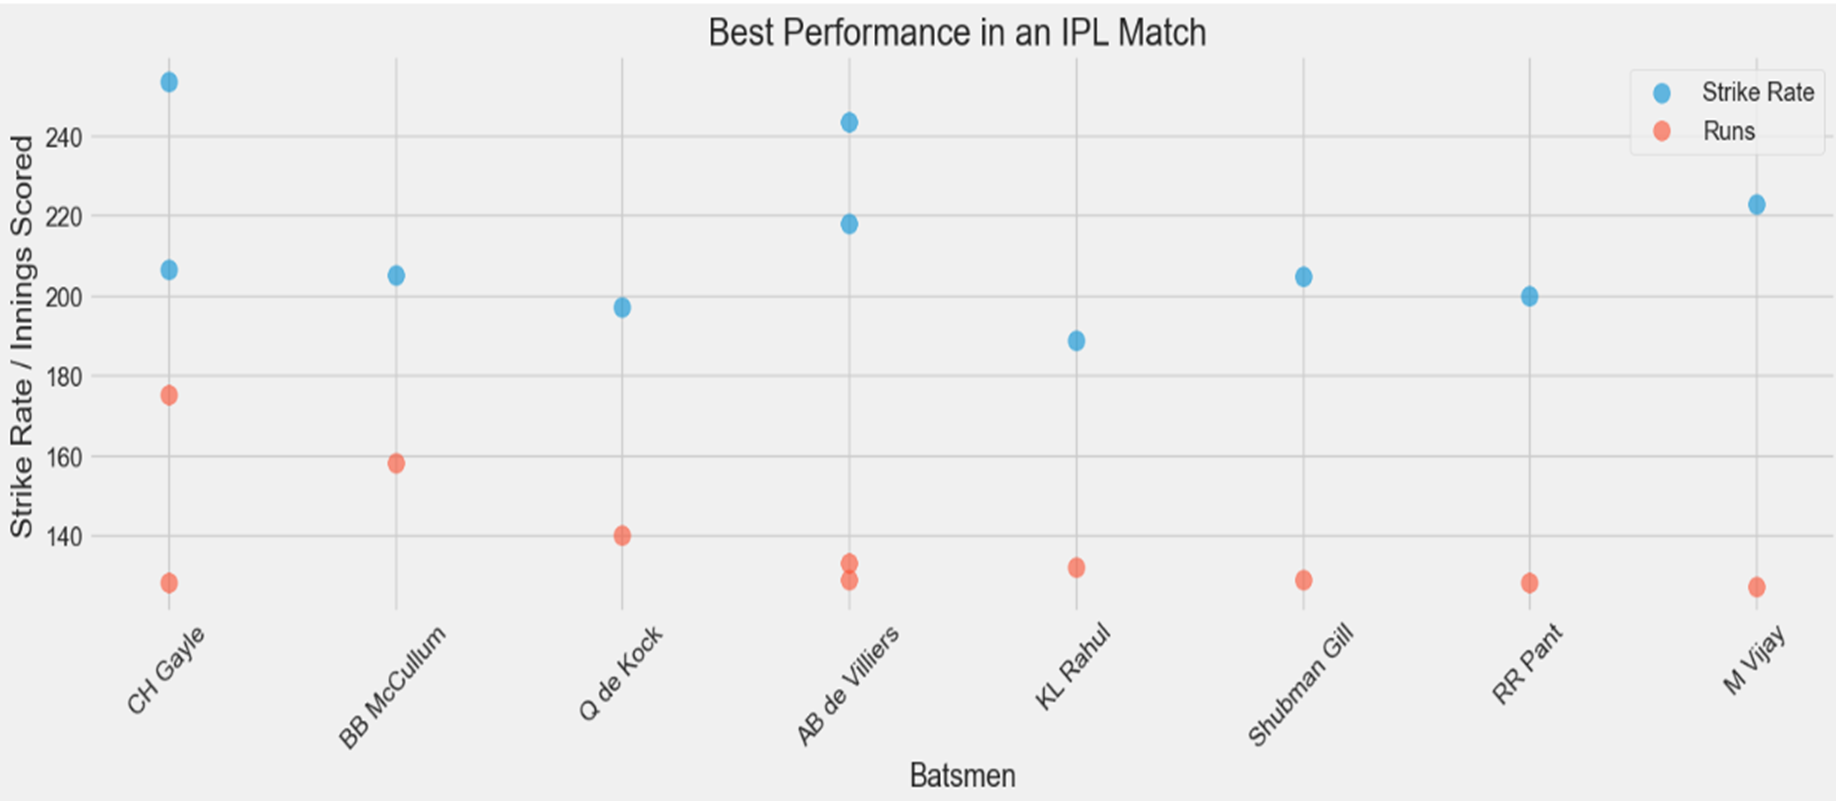 Best Performance in an IPL Match
Strike Rate
Runs
Strike Rate / Innings Scored
240
220
200
180
160
140
CH Gayle
BB McCullum
Q de Kock
AB de Villiers
KL Rahul
Shubman Gill
RR Pant
M Vijay
Batsmen